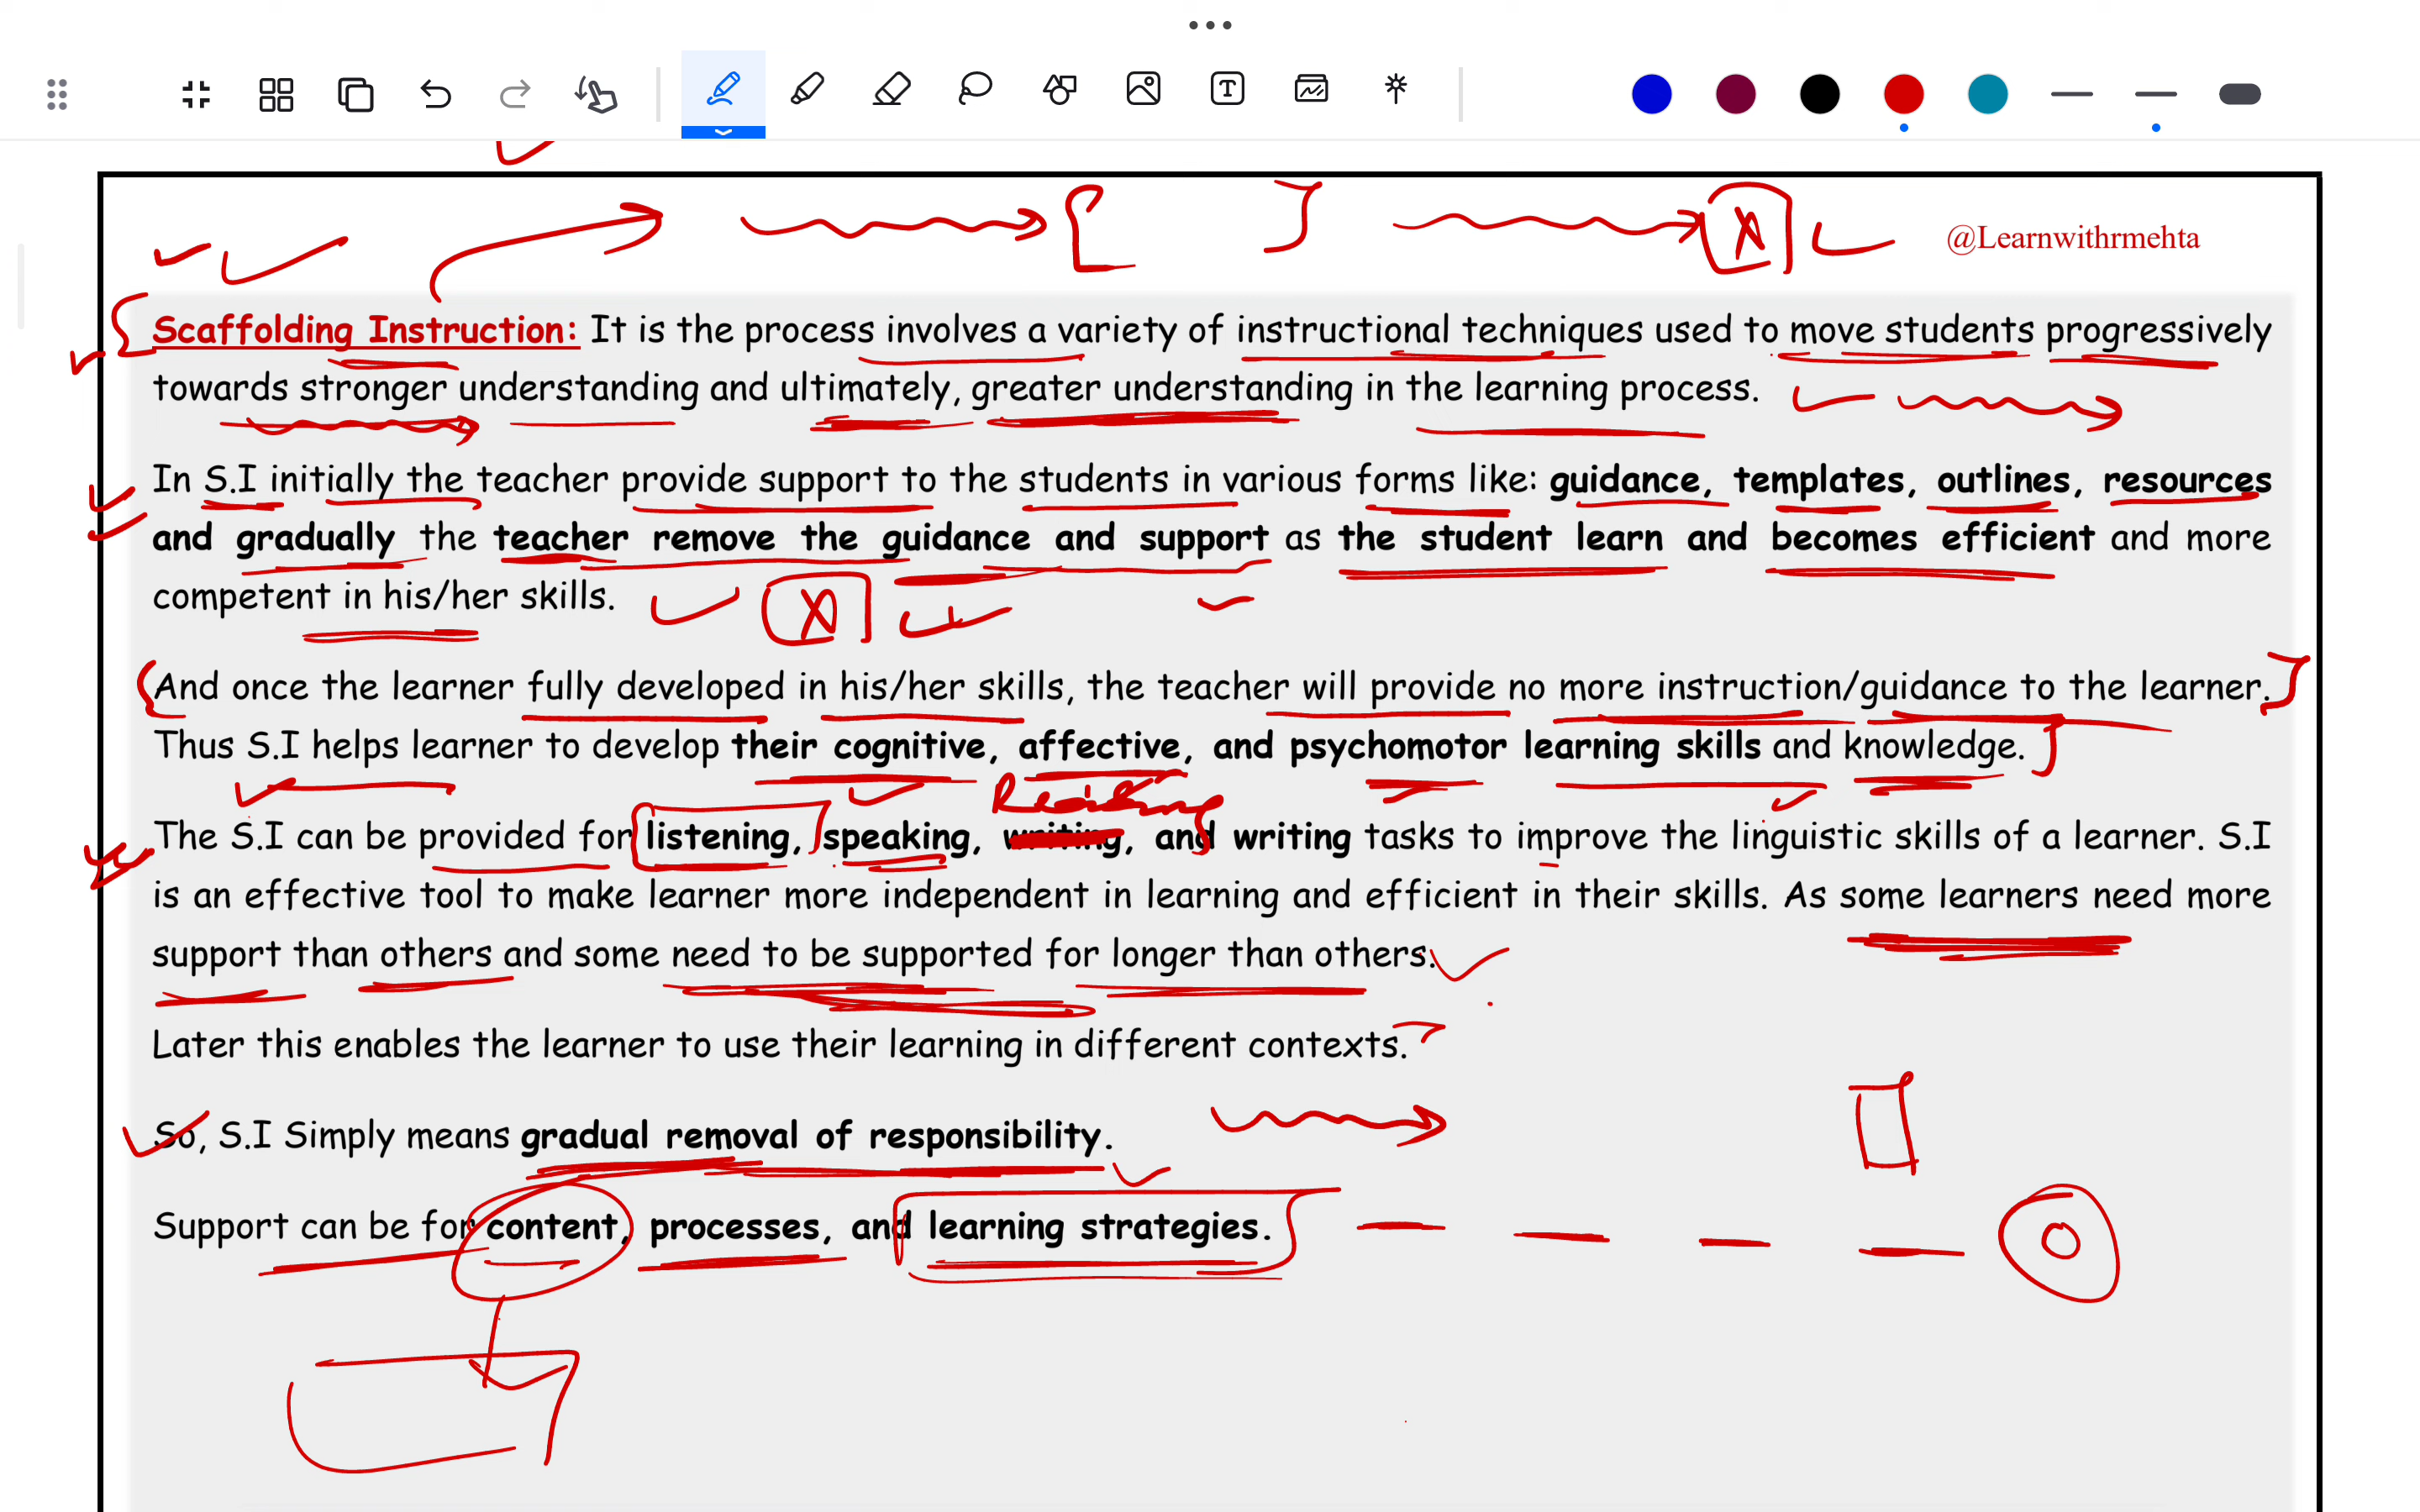 @Learnwithrmehta
Scaffolding Instruction: It is the process involves a variety of instructional techniques used to move students progressively
towards stronger understanding and ultimately, greater understanding in the learning process.
In S.I initially the teacher provide support to the students in various forms like: guidance, templates, outlines, resources
and gradually the teacher remove the guidance and support as the student learn and becomes efficient and more
competent in his/her skills.
And once the learner fully developed in his/her skills, the teacher will provide no more instruction/guidance to the learner.
Thus S.I helps learner to develop their cognitive, affective, and psychomotor learning skills and knowledge.
Reading
The S.I can be provided for listening, speaking, writing, and writing tasks to improve the linguistic skills of a learner. S.I
is an effective tool to make learner more independent in learning and efficient in their skills. As some learners need more
support than others and some need to be supported for longer than others.
Later this enables the learner to use their learning in different contexts.
So, S.I Simply means gradual removal of responsibility.
Support can be for content, processes, and learning strategies.